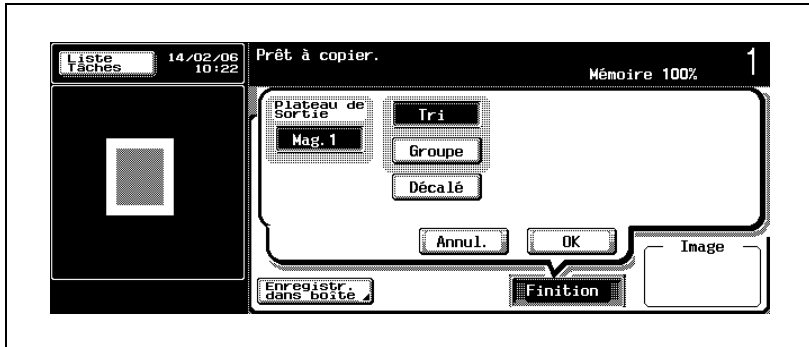 Liste
Tâches
14/02/06
10:22
Prêt à copier.
Mémoire 100%
1
Plateau de
Sortie
Mag.1
Tri
Groupe
Décalé
Annul.
OK
Image
Enregistr.
dans boîte
Finition